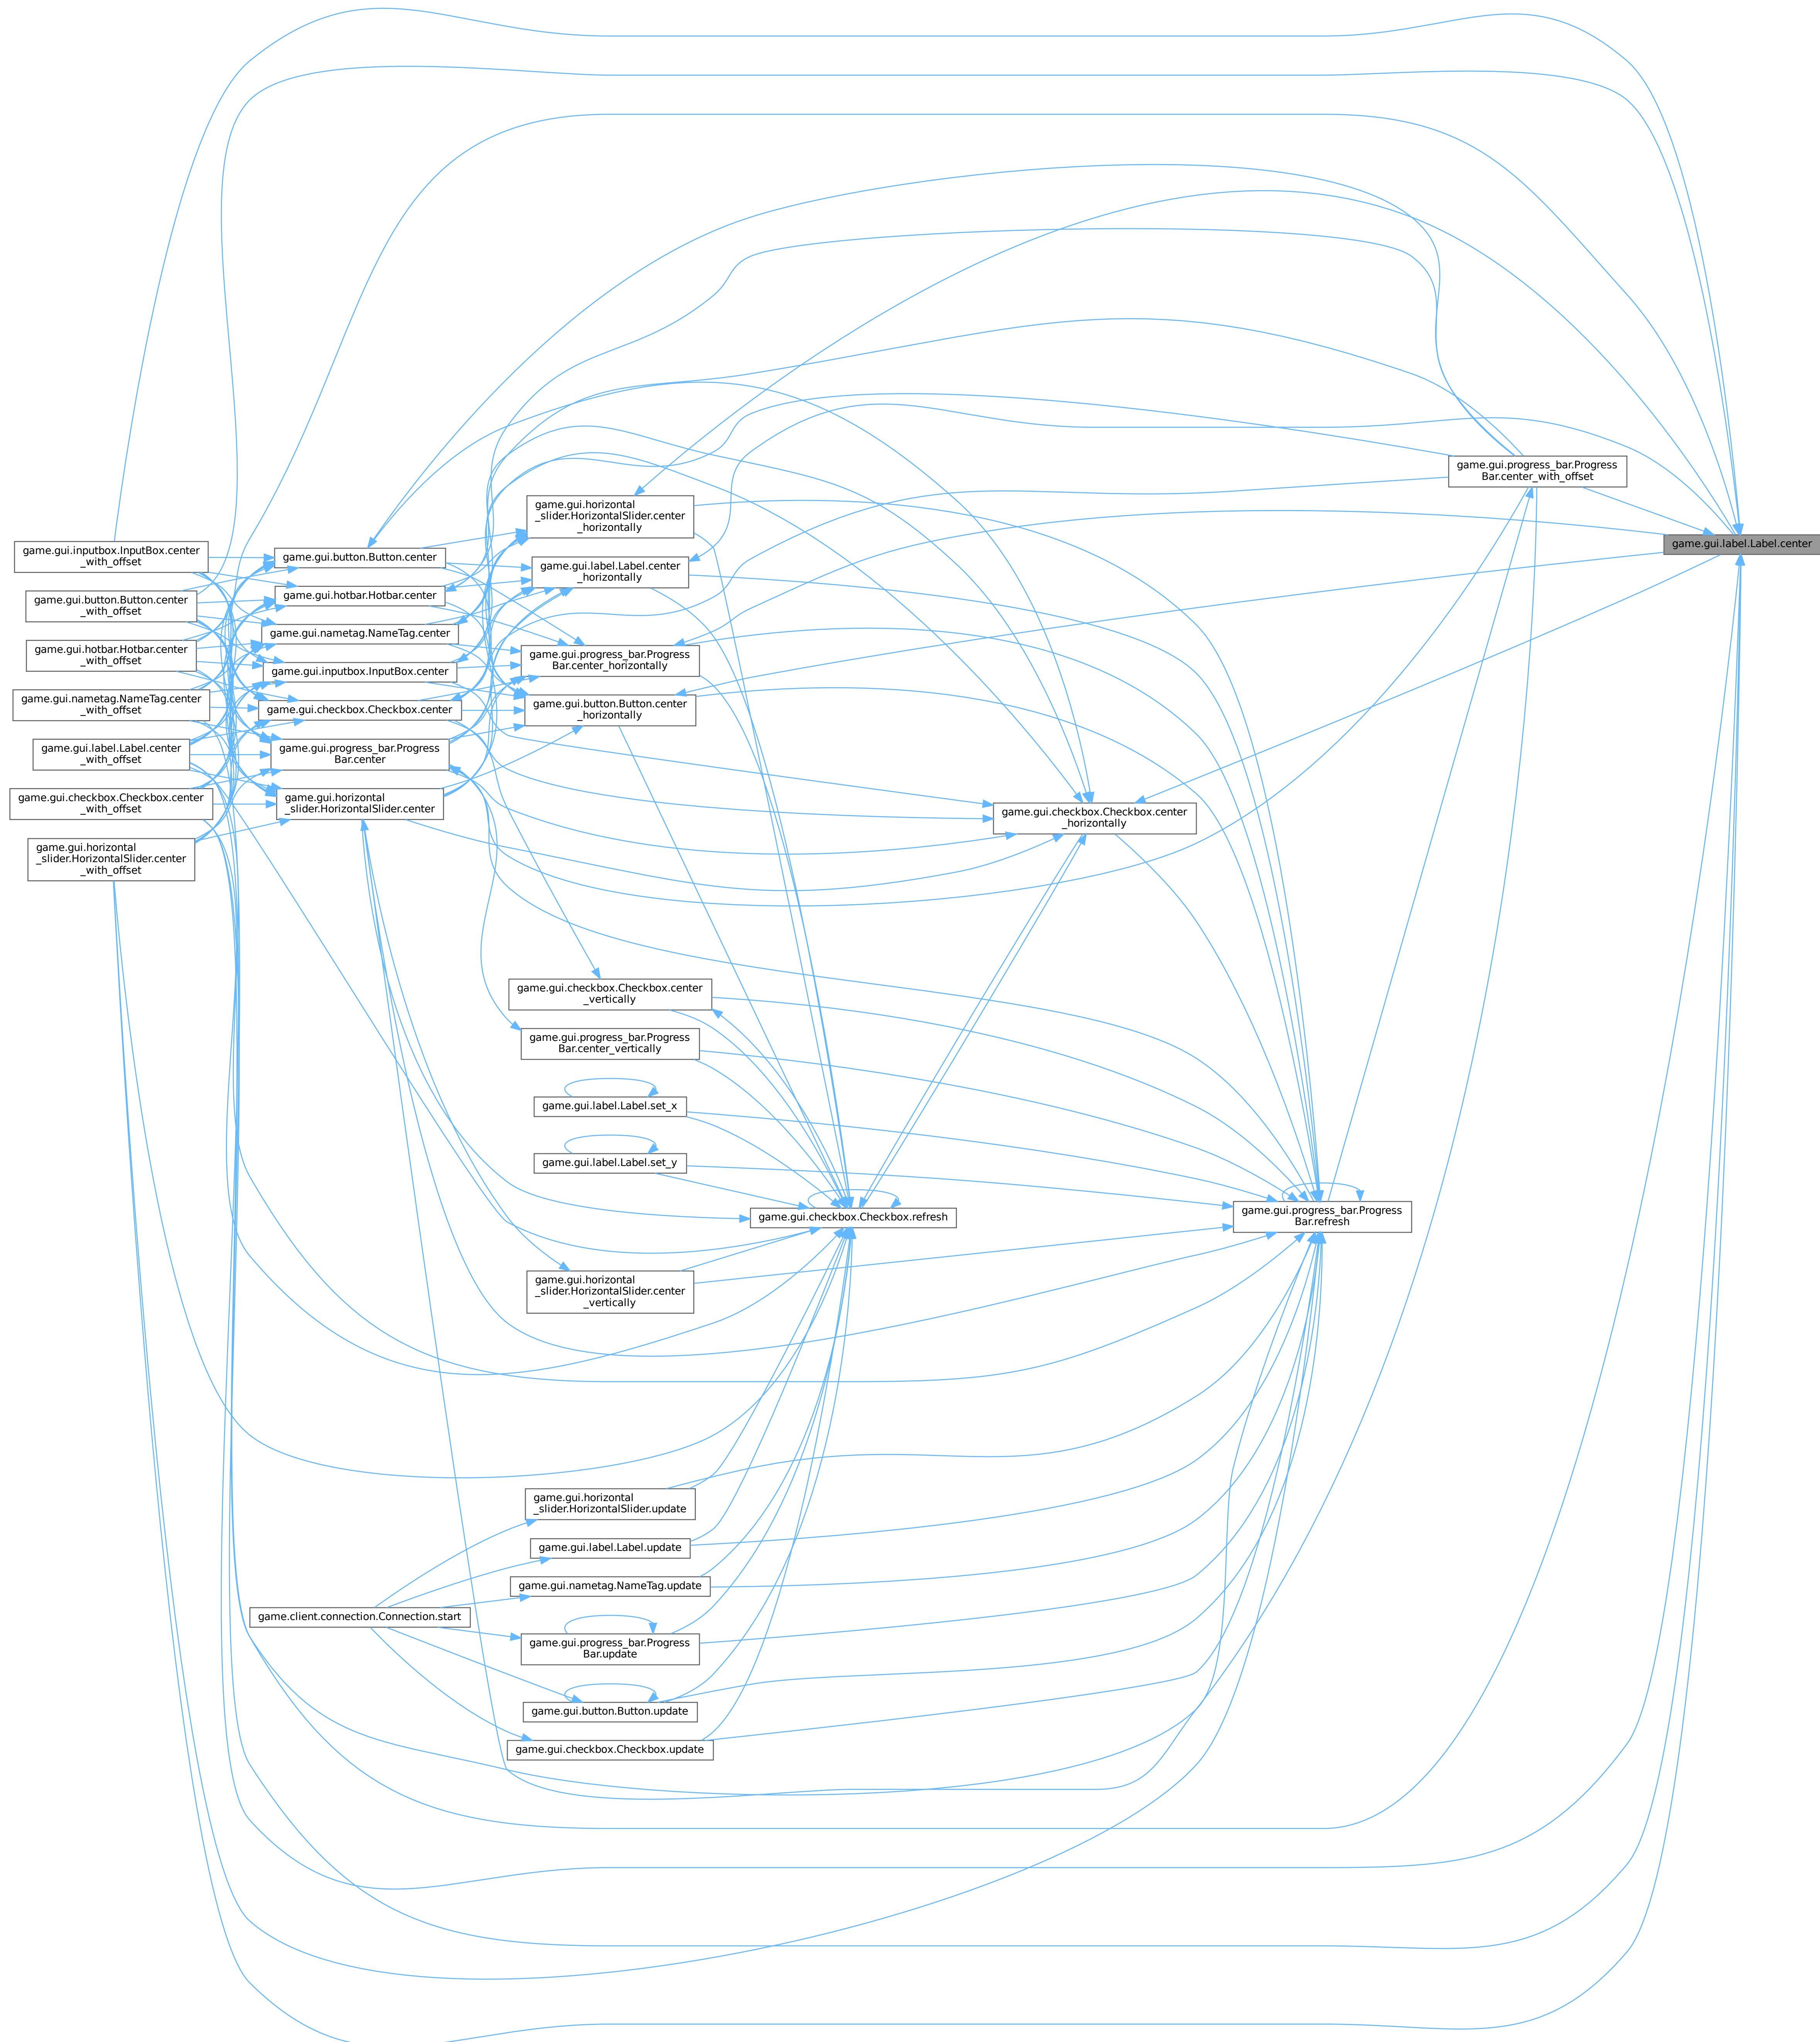 game.gui.inputbox.InputBox.center
_with_offset
game.gui.button.Button.center
_with_offset
game.gui.hotbar.Hotbar.center
_with_offset
game.gui.nametag.NameTag.center
_with_offset
game.gui.label.Label.center
_with_offset
game.gui.checkbox.Checkbox.center
_with_offset
game.gui.horizontal
_slider.HorizontalSlider.center
_with_offset
game.gui.button.Button.center
game.gui.hotbar.Hotbar.center
game.gui.nametag.NameTag.center
game.gui.inputbox.InputBox.center
game.gui.checkbox.Checkbox.center
game.gui.progress_bar.Progress
Bar.center
game.gui.horizontal
_slider.HorizontalSlider.center
game.client.connection.Connection.start
game.gui.horizontal
_slider.HorizontalSlider.center
_horizontally
game.gui.label.Label.center
_horizontally
game.gui.progress_bar.Progress
Bar.center_horizontally
game.gui.button.Button.center
_horizontally
game.gui.checkbox.Checkbox.center
_vertically
game.gui.progress_bar.Progress
Bar.center_vertically
game.gui.label.Label.set_x
game.gui.label.Label.set_y
game.gui.horizontal
_slider.HorizontalSlider.center
_vertically
game.gui.horizontal
_slider.HorizontalSlider.update
game.gui.label.Label.update
game.gui.nametag.NameTag.update
game.gui.progress_bar.Progress
Bar.update
game.gui.button.Button.update
game.gui.checkbox.Checkbox.update
game.gui.checkbox.Checkbox.refresh
game.gui.checkbox.Checkbox.center
_horizontally
game.gui.progress_bar.Progress
Bar.refresh
game.gui.progress_bar.Progress
Bar.center_with_offset
game.gui.label.Label.center